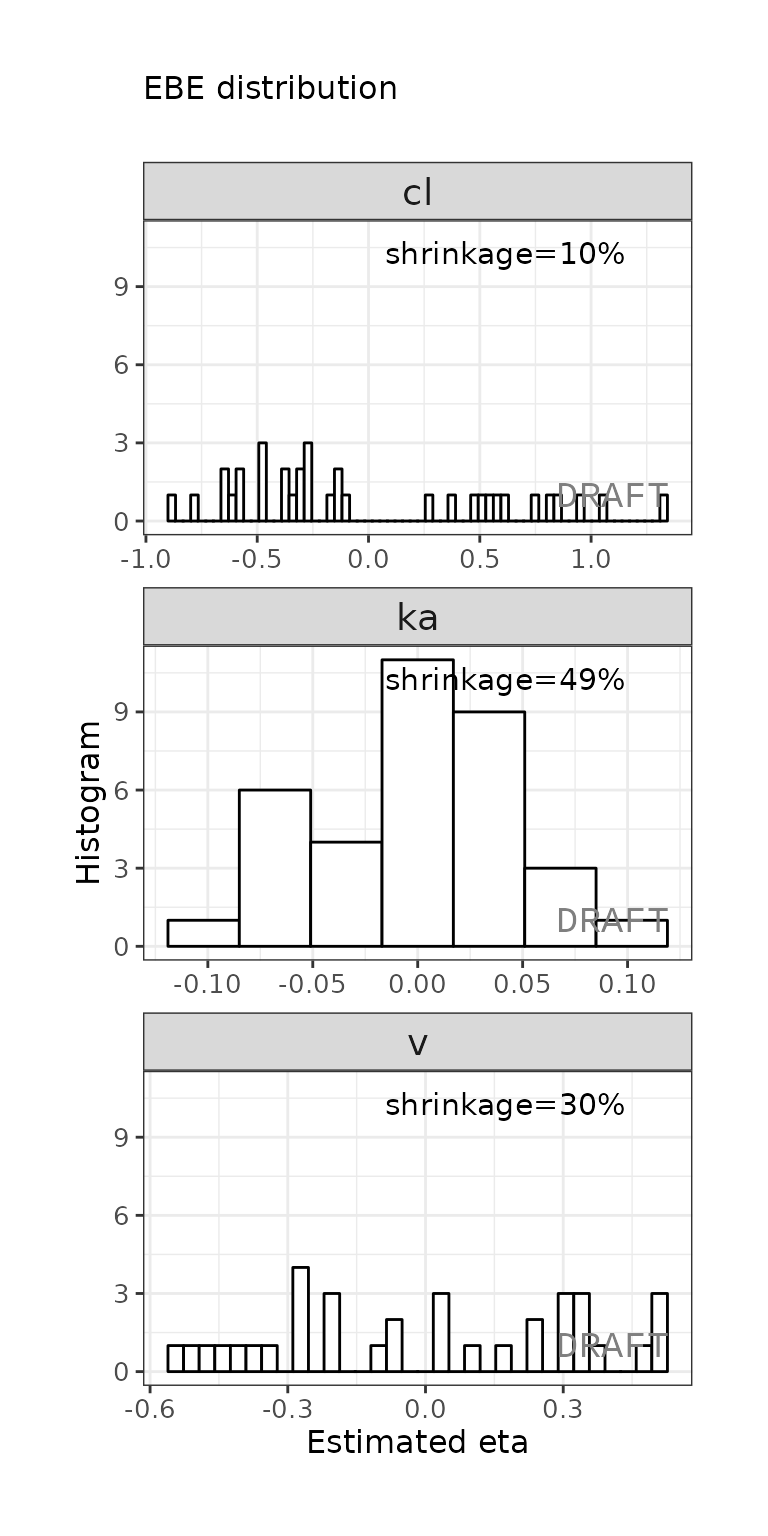 EBE distribution
cl
shrinkage=10%
9
6
3
0
DRAFT
-1.0 -0.5 0.0 0.5 1.0
ka
shrinkage=49%
9
6
3
0
DRAFT
-0.10 -0.05 0.00 0.05 0.10
Histogram
v
shrinkage=30%
9
6
3
0
DRAFT
-0.6 -0.3 0.0 0.3
Estimated eta